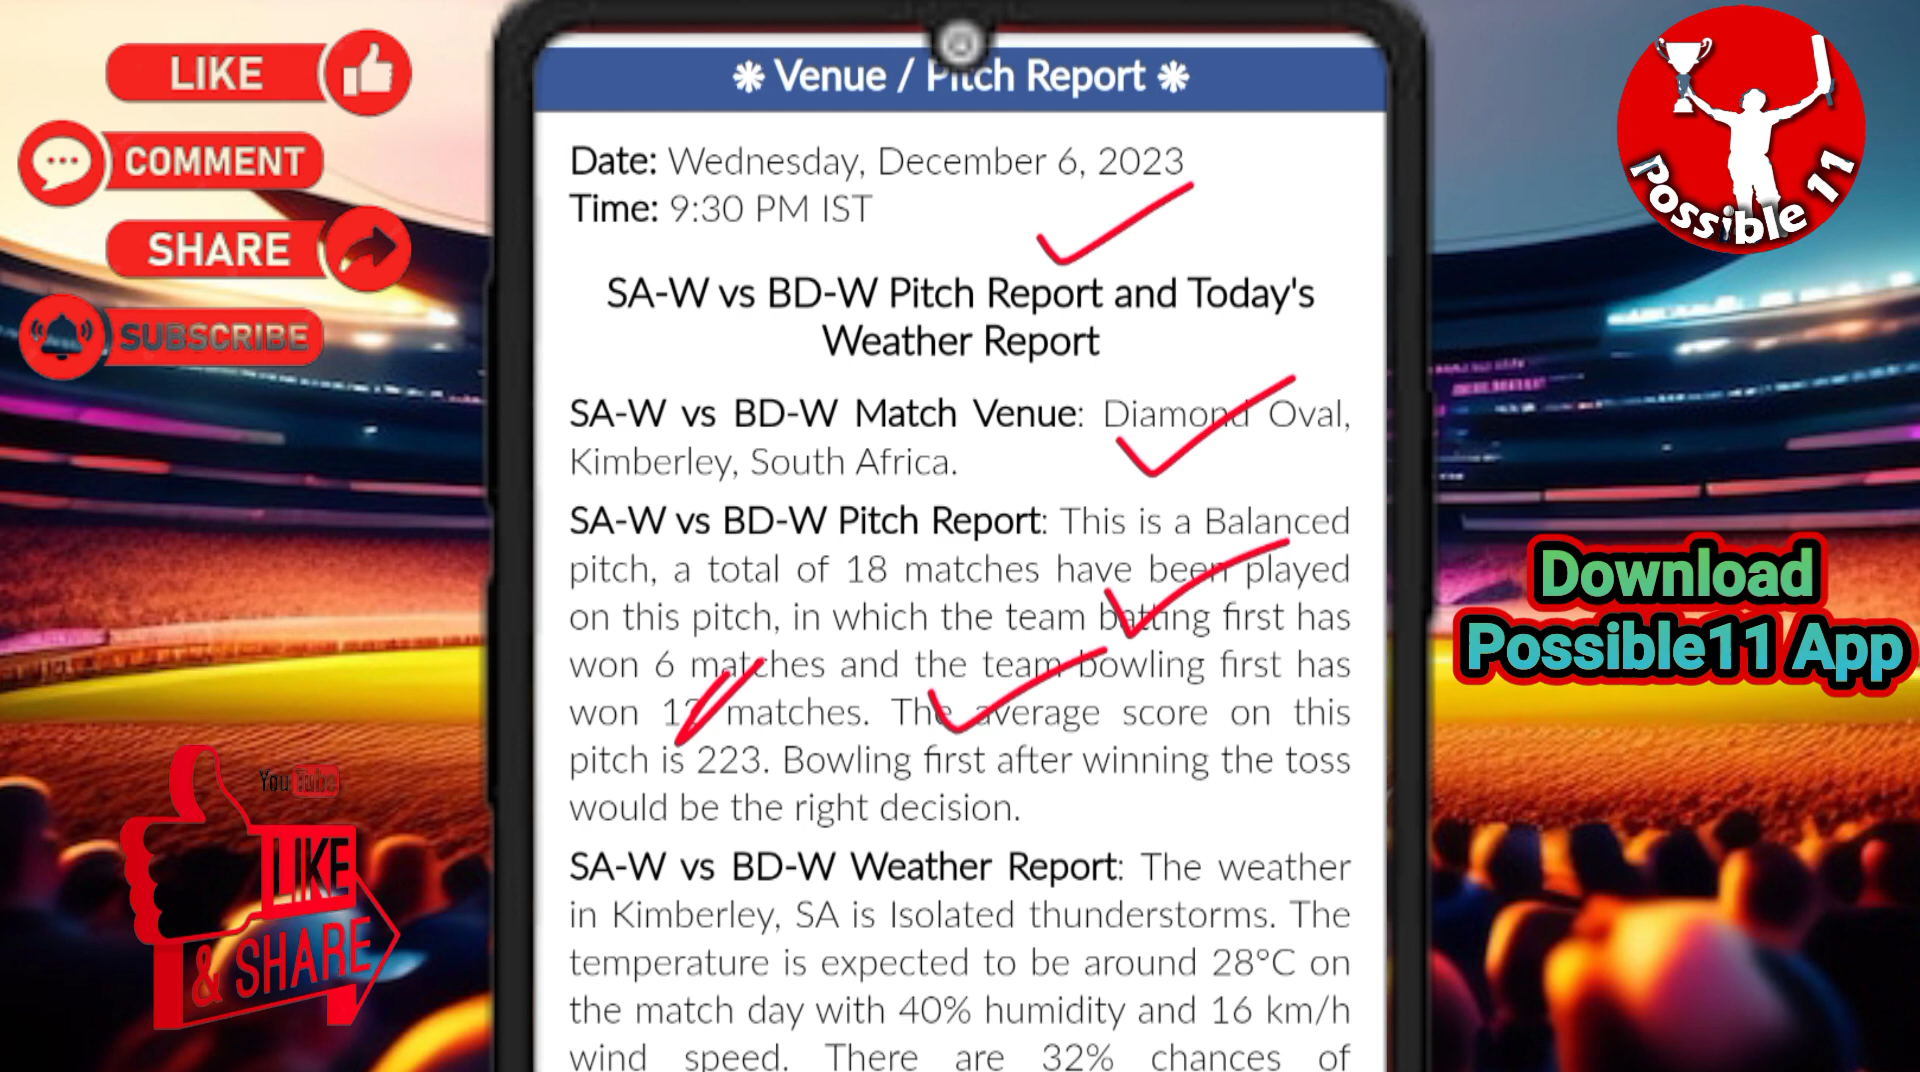 LIKE
COMMENT
SHARE
SUBSCRIBE
❋ Venue / Pitch Report ❋
Date: Wednesday, December 6, 2023
Time: 9:30 PM IST
SA-W vs BD-W Pitch Report and Today's
Weather Report
SA-W vs BD-W Match Venue: Diamond Oval,
Kimberley, South Africa.
SA-W vs BD-W Pitch Report: This is a Balanced
pitch, a total of 18 matches have been played
on this pitch, in which the team batting first has
won 6 matches and the team bowling first has
won 12 matches. The average score on this
pitch is 223. Bowling first after winning the toss
would be the right decision.
SA-W vs BD-W Weather Report: The weather
in Kimberley, SA is Isolated thunderstorms. The
temperature is expected to be around 28°C on
the match day with 40% humidity and 16 km/h
wind speed. There are 32% chances of
Possible 11
Download
Possible11 App
YouTube
LIKE
& SHARE